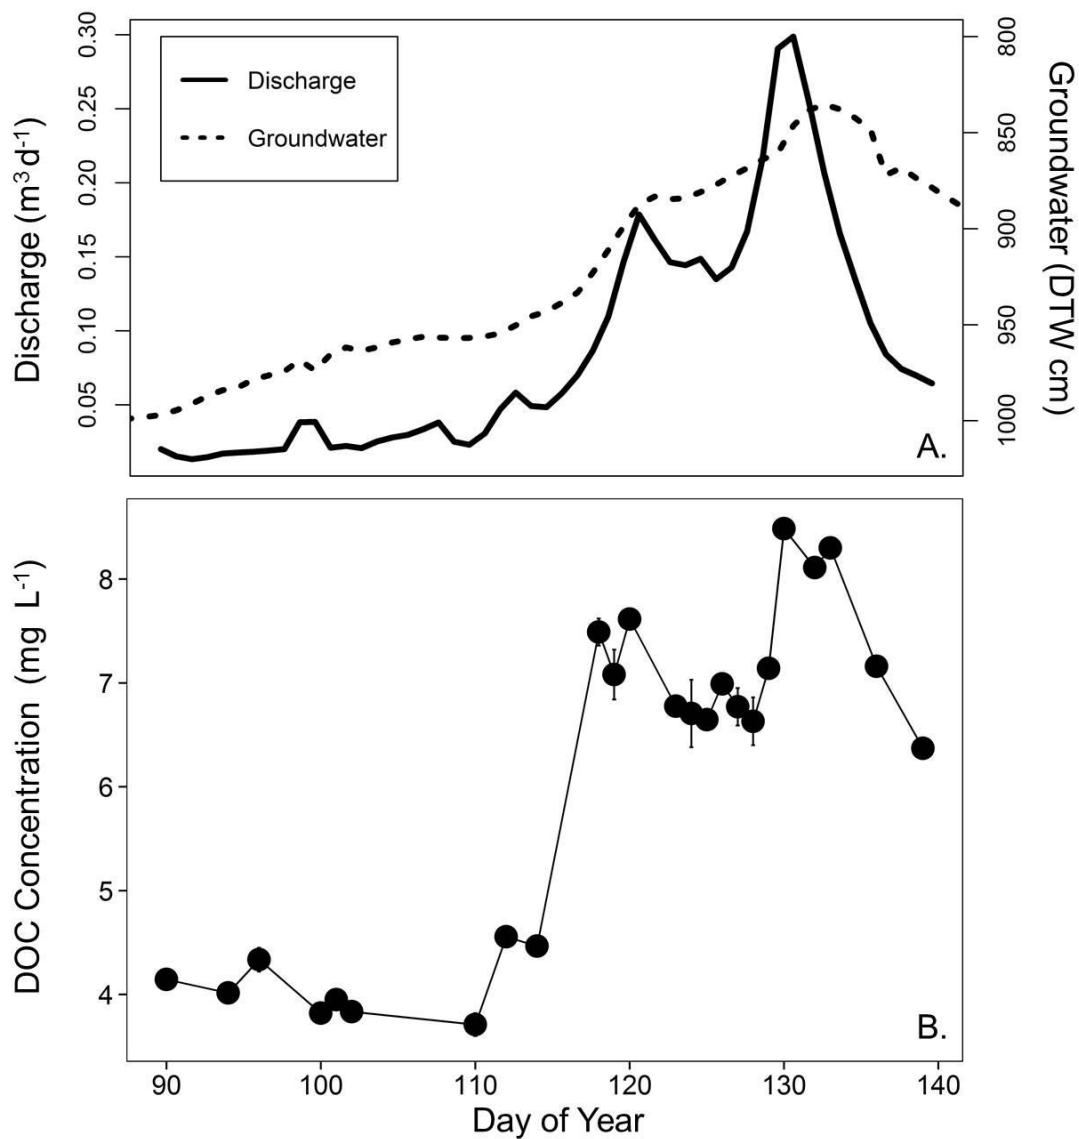 Discharge (m3 d-1)
0.05 0.10 0.15 0.20 0.25 0.30
Discharge
Groundwater
800
850
900
950
1000
Groundwater (DTW cm)
A.
DOC Concentration (mg L-1)
8
7
6
5
4
B.
90 100 110 120 130 140
Day of Year